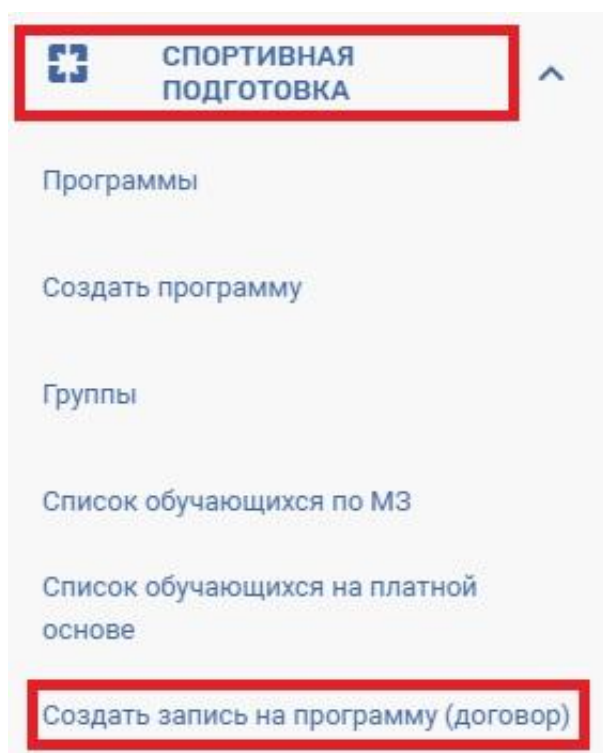 СПОРТИВНАЯ
ПОДГОТОВКА
Программы
Создать программу
Группы
Список обучающихся по МЗ
Список обучающихся на платной
основе
Создать запись на программу (договор)